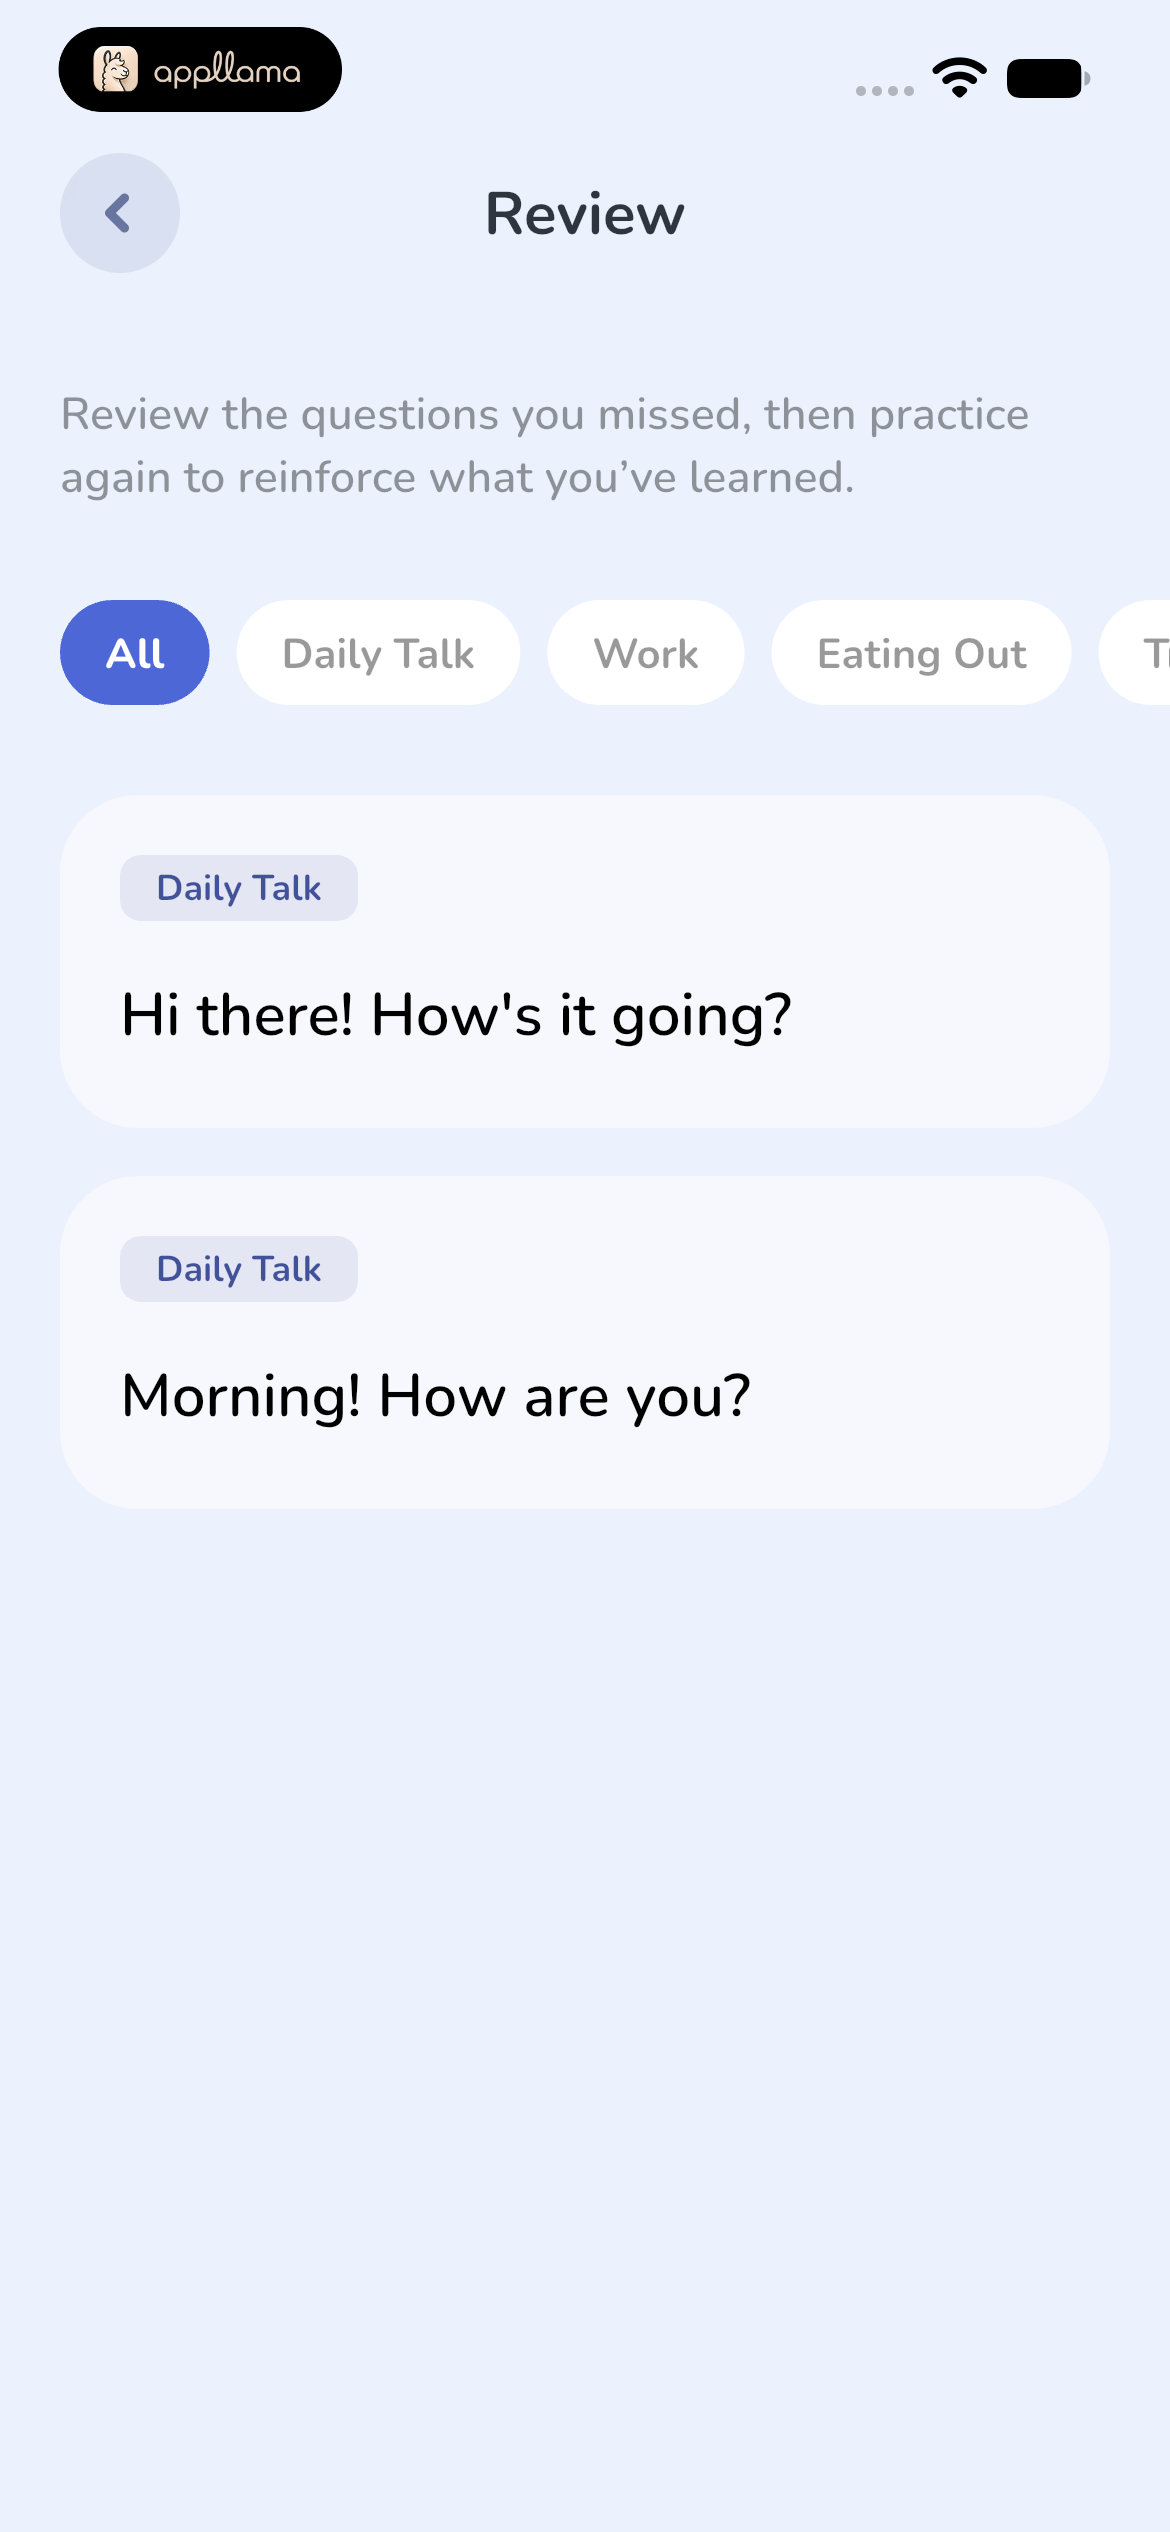 appllama
Review
Review the questions you missed, then practice
again to reinforce what you’ve learned.
All Daily Talk Work Eating Out
Daily Talk
Hi there! How's it going?
Daily Talk
Morning! How are you?